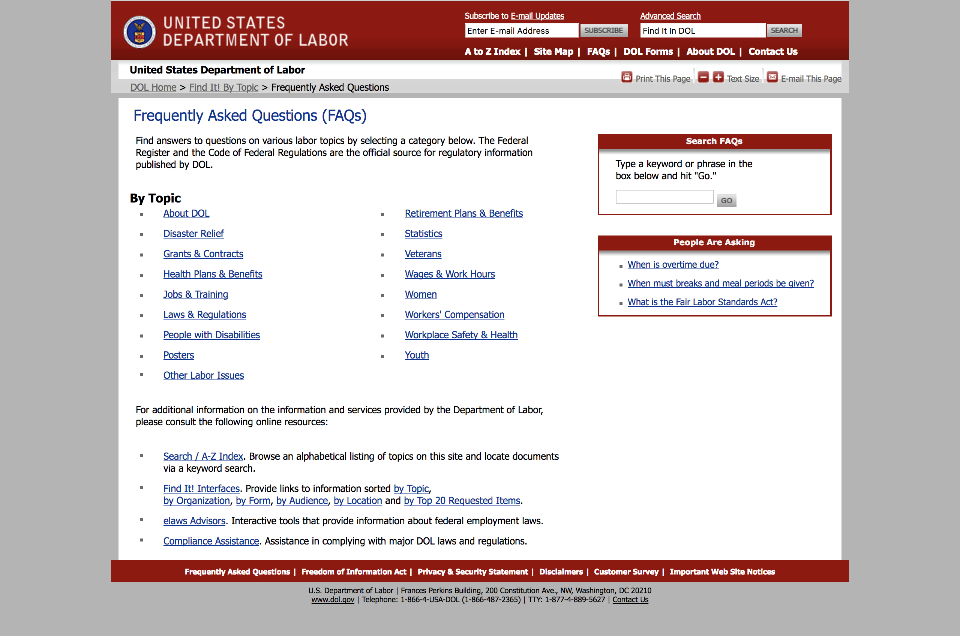 UNITED STATES
DEPARTMENT OF LABOR
Subscribe to E-mail Updates
Enter E-mail Address SUBSCRIBE
Advanced Search
Find It in DOL SEARCH
A to Z Index | Site Map | FAQs | DOL Forms | About DOL | Contact Us
United States Department of Labor
DOL Home > Find It! By Topic > Frequently Asked Questions
Print This Page Text Size E-mail This Page
Frequently Asked Questions (FAQs)
Find answers to questions on various labor topics by selecting a category below. The Federal
Register and the Code of Federal Regulations are the official source for regulatory information
published by DOL.
By Topic
About DOL
Disaster Relief
Grants & Contracts
Health Plans & Benefits
Jobs & Training
Laws & Regulations
People with Disabilities
Posters
Other Labor Issues
Retirement Plans & Benefits
Statistics
Veterans
Wages & Work Hours
Women
Workers' Compensation
Workplace Safety & Health
Youth
For additional information on the information and services provided by the Department of Labor,
please consult the following online resources:
Search / A-Z Index. Browse an alphabetical listing of topics on this site and locate documents
via a keyword search.
Find It! Interfaces. Provide links to information sorted by Topic,
by Organization, by Form, by Audience, by Location and by Top 20 Requested Items.
elaws Advisors. Interactive tools that provide information about federal employment laws.
Compliance Assistance. Assistance in complying with major DOL laws and regulations.
Search FAQs
Type a keyword or phrase in the
box below and hit "Go."
GO
People Are Asking
When is overtime due?
When must breaks and meal periods be given?
What is the Fair Labor Standards Act?
Frequently Asked Questions | Freedom of Information Act | Privacy & Security Statement | Disclaimers | Customer Survey | Important Web Site Notices
U.S. Department of Labor | Frances Perkins Building, 200 Constitution Ave., NW, Washington, DC 20210
www.dol.gov | Telephone: 1-866-4-USA-DOL (1-866-487-2365) | TTY: 1-877-4-889-5627 | Contact Us